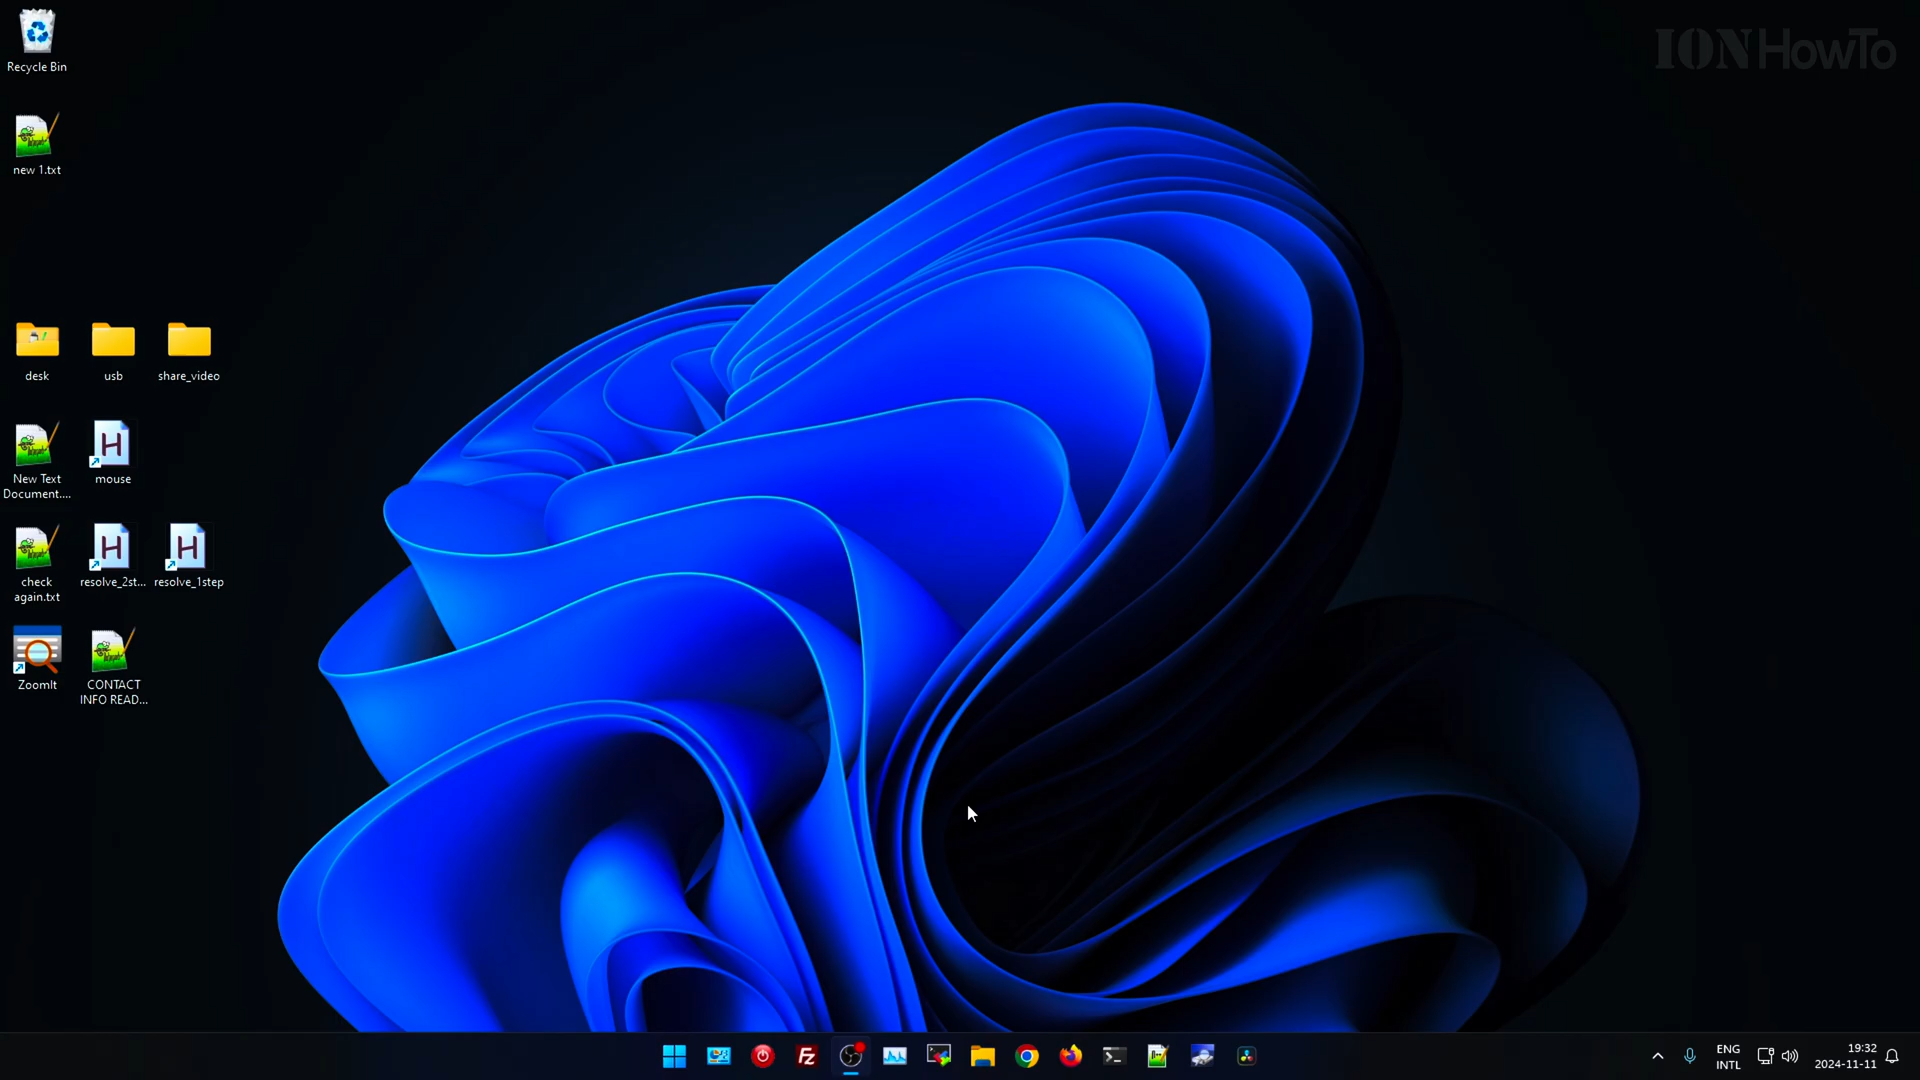 IONHowTo
Recycle Bin
new 1.txt
desk
usb
share_video
New Text
Document....
mouse
check
again.txt
resolve_2st...
resolve_1step
ZoomIt
CONTACT
INFO READ...
ENG
INTL
19:32
2024-11-11